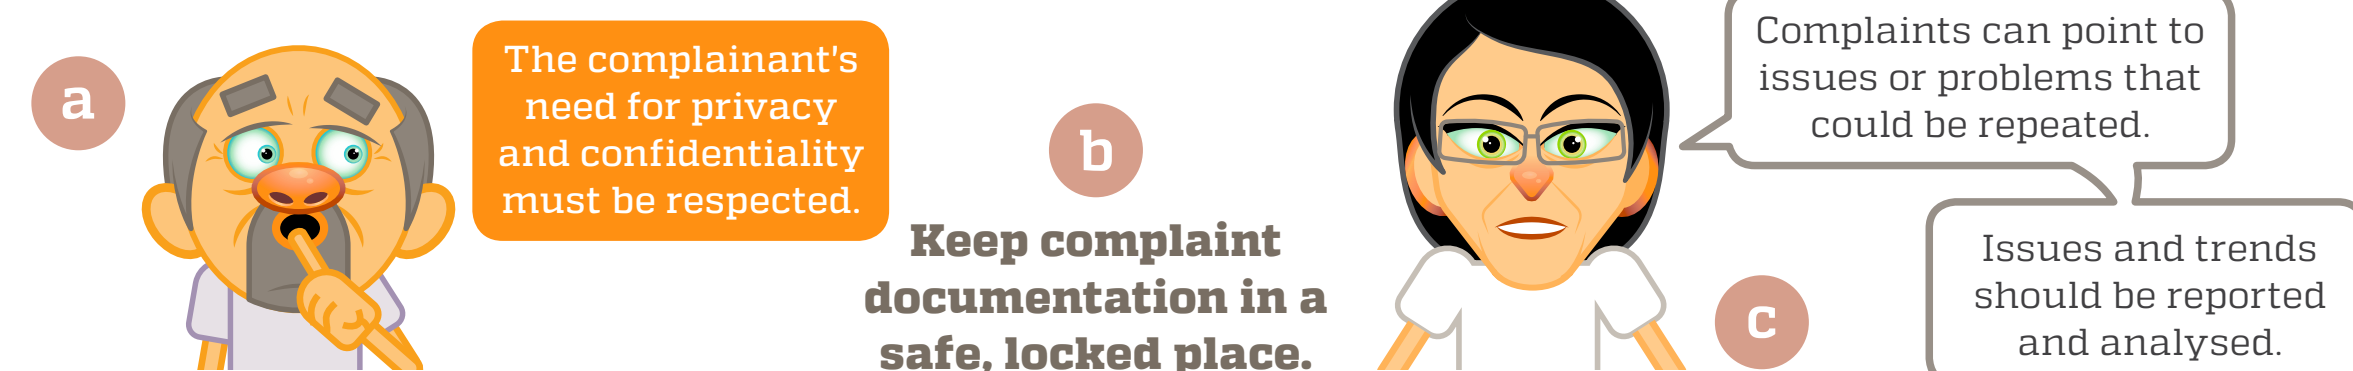 a
The complainant's
need for privacy
and confidentiality
must be respected.
b
Keep complaint
documentation in a
safe, locked place.
Complaints can point to
issues or problems that
could be repeated.
c
Issues and trends
should be reported
and analysed.